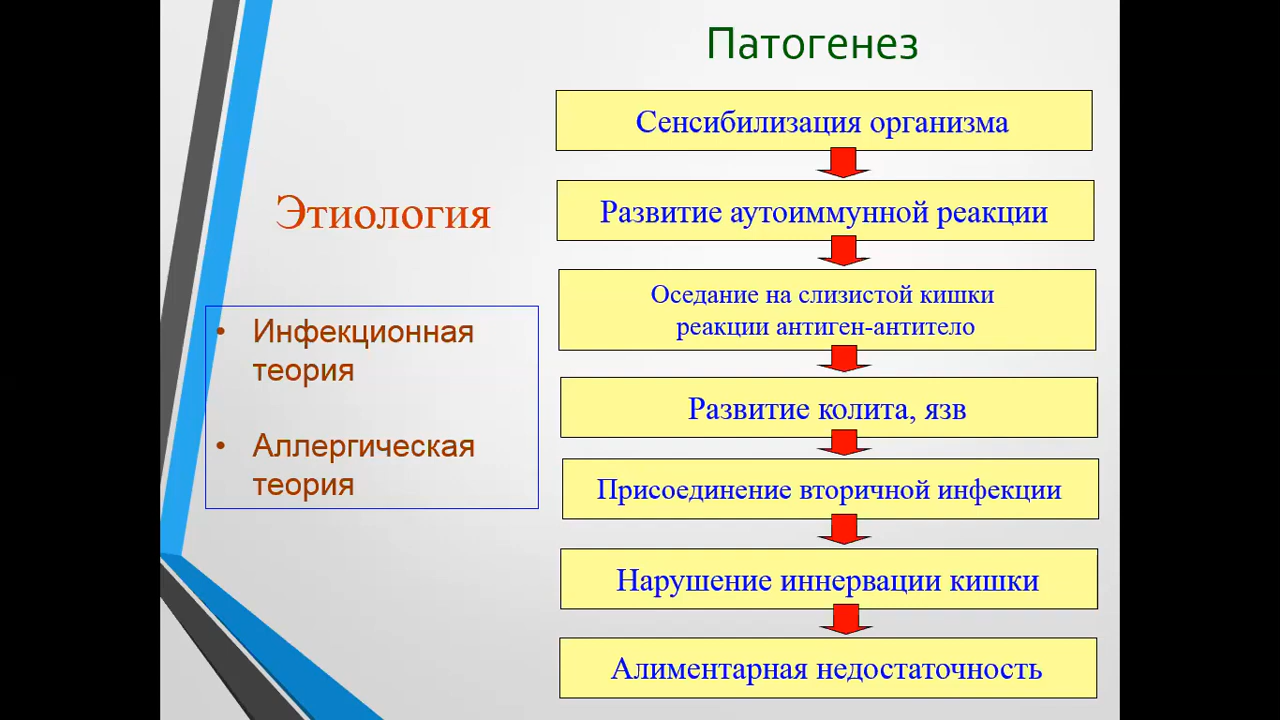 Патогенез
Сенсибилизация организма
Развитие аутоиммунной реакции
Оседание на слизистой кишки
реакции антиген-антитело
Развитие колита, язв
Присоединение вторичной инфекции
Нарушение иннервации кишки
Алиментарная недостаточность
Этиология
• Инфекционная
теория
• Аллергическая
теория